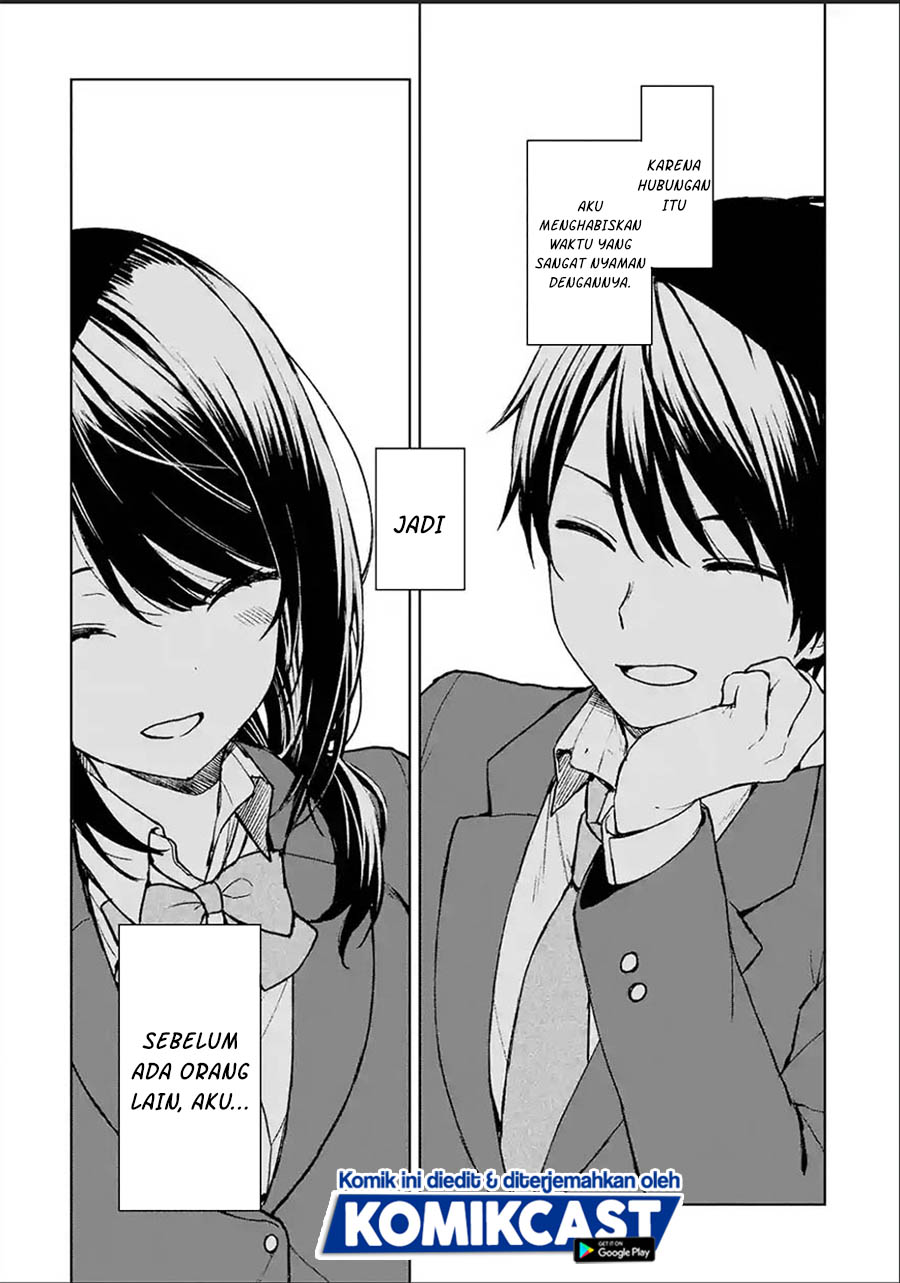 KARENA
HUBUNGAN
ITU
AKU
MENGHABISKAN
WAKTU YANG
SANGAT NYAMAN
DENGANNYA.
JADI
SEBELUM
ADA ORANG
LAIN, AKU...
Komik ini diedit & diterjemahkan oleh
KOMIKCAST
GET IT ON
Google Play